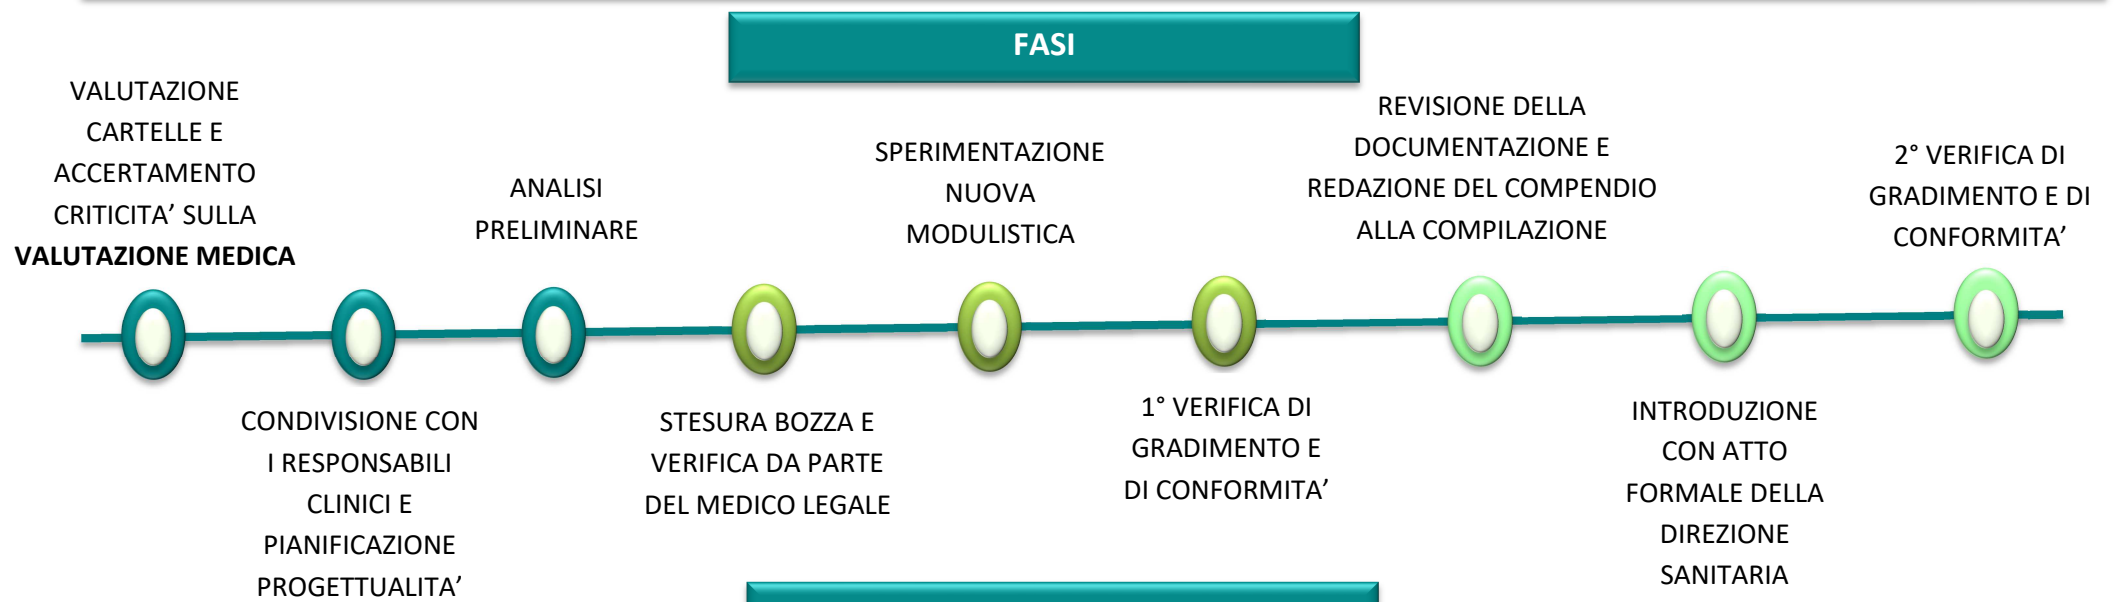 FASI
VALUTAZIONE
CARTELLE E
ACCERTAMENTO
CRITICITA’ SULLA
VALUTAZIONE MEDICA
CONDIVISIONE CON
I RESPONSABILI
CLINICI E
PIANIFICAZIONE
PROGETTUALITA’
ANALISI
PRELIMINARE
STESURA BOZZA E
VERIFICA DA PARTE
DEL MEDICO LEGALE
SPERIMENTAZIONE
NUOVA
MODULISTICA
1° VERIFICA DI
GRADIMENTO E
DI CONFORMITA’
REVISIONE DELLA
DOCUMENTAZIONE E
REDAZIONE DEL COMPENDIO
ALLA COMPILAZIONE
INTRODUZIONE
CON ATTO
FORMALE DELLA
DIREZIONE
SANITARIA
2° VERIFICA DI
GRADIMENTO E DI
CONFORMITA’